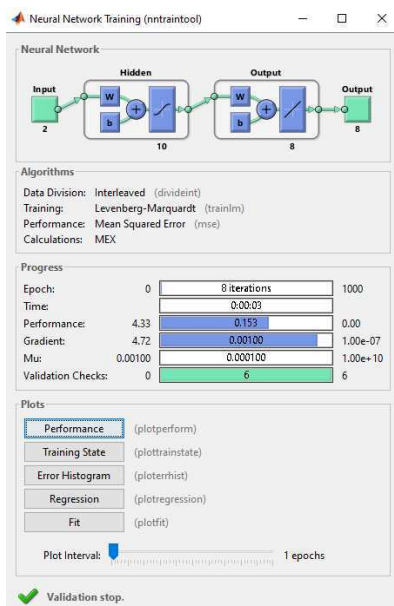 Neural Network Training (nntraintool)
Neural Network
Hidden Output
Input Output
W W
b b
2 8
10 8
Algorithms
Data Division: Interleaved (divideint)
Training: Levenberg-Marquardt (trainlm)
Performance: Mean Squared Error (mse)
Calculations: MEX
Progress
Epoch: 0 8 iterations 1000
Time: 0:00:03
Performance: 4.33 0.153 0.00
Gradient: 4.72 0.00100 1.00e-07
Mu: 0.00100 0.000100 1.00e+10
Validation Checks: 0 6 6
Plots
Performance (plotperform)
Training State (plottrainstate)
Error Histogram (ploterrhist)
Regression (plotregression)
Fit (plotfit)
Plot Interval: 1 epochs
Validation stop.